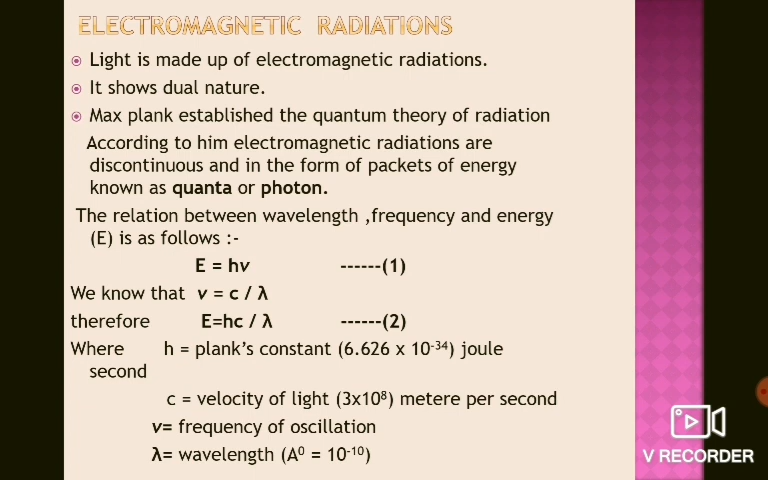 ELECTROMAGNETIC RADIATIONS
Light is made up of electromagnetic radiations.
It shows dual nature.
Max plank established the quantum theory of radiation
According to him electromagnetic radiations are
discontinuous and in the form of packets of energy
known as quanta or photon.
The relation between wavelength ,frequency and energy
(E) is as follows :-
E = hν ------(1)
We know that ν = c / λ
therefore E=hc / λ ------(2)
Where h = plank’s constant (6.626 x 10⁻³⁴) joule
second
c = velocity of light (3x10⁸) metere per second
ν= frequency of oscillation
λ= wavelength (A⁰ = 10⁻¹⁰)
V RECORDER